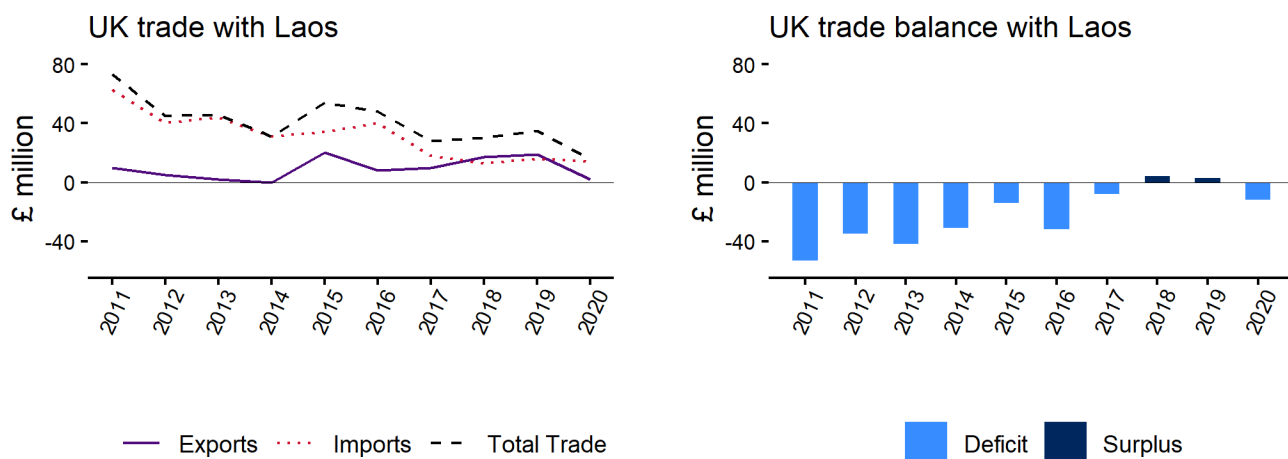 UK trade with Laos
£ million
80
40
0
-40
2011 2012 2013 2014 2015 2016 2017 2018 2019 2020
Exports Imports Total Trade
UK trade balance with Laos
£ million
80
40
0
-40
2011 2012 2013 2014 2015 2016 2017 2018 2019 2020
Deficit Surplus